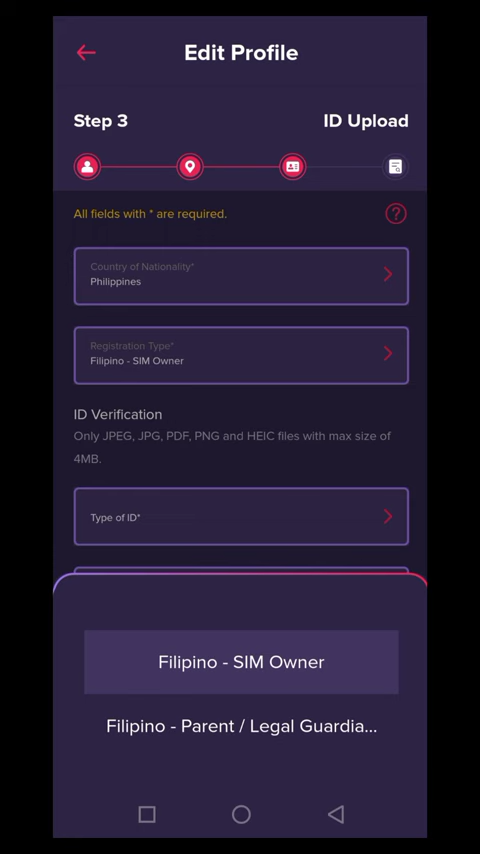 Edit Profile
Step 3
ID Upload
All fields with * are required.
?
Country of Nationality*
Philippines
Registration Type*
Filipino - SIM Owner
ID Verification
Only JPEG, JPG, PDF, PNG and HEIC files with max size of
4MB.
Type of ID*
Filipino - SIM Owner
Filipino - Parent / Legal Guardia...